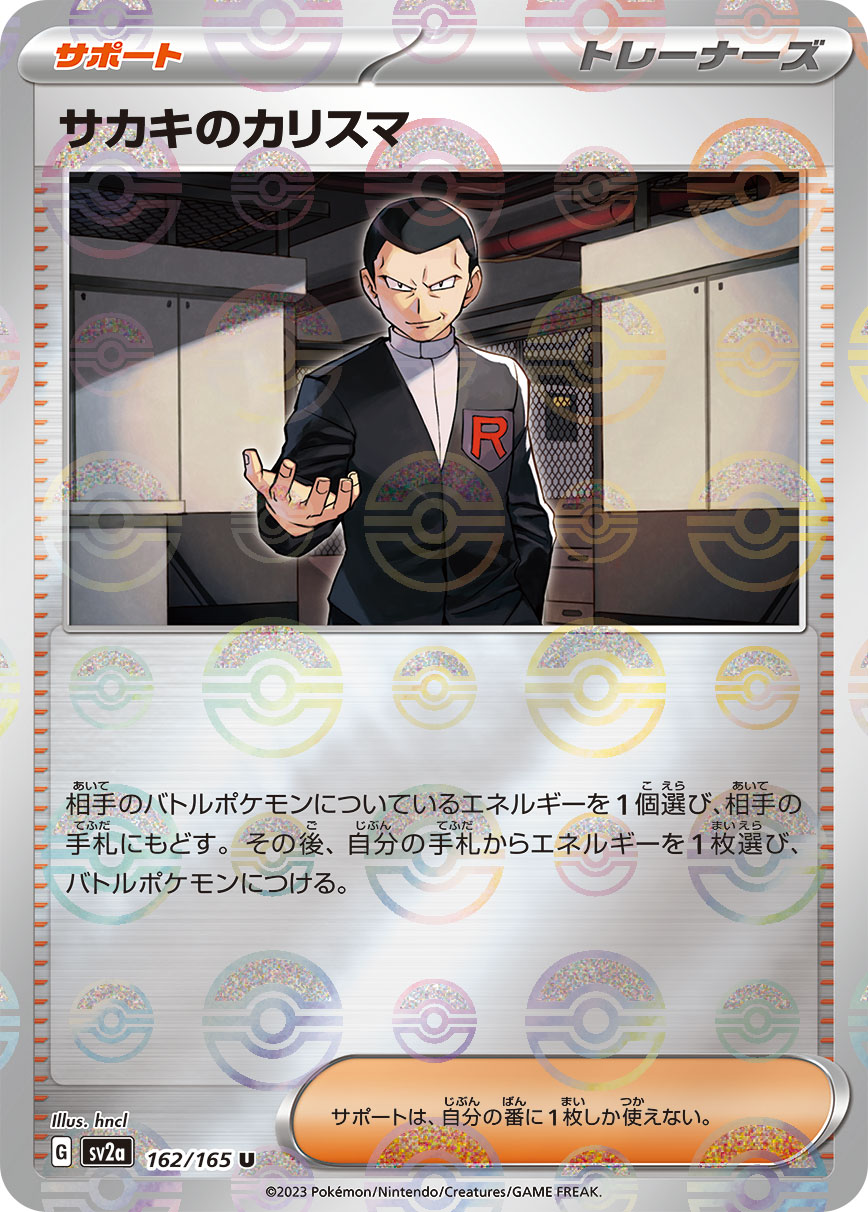 サポート
トレーナーズ
サカキのカリスマ
R
相手のバトルポケモンについているエネルギーを1個選び、相手の
手札にもどす。その後、自分の手札からエネルギーを1枚選び、
バトルポケモンにつける。
サポートは、自分の番に1枚しか使えない。
Illus. hncl
G sv2a 162/165 U
©2023 Pokémon/Nintendo/Creatures/GAME FREAK.